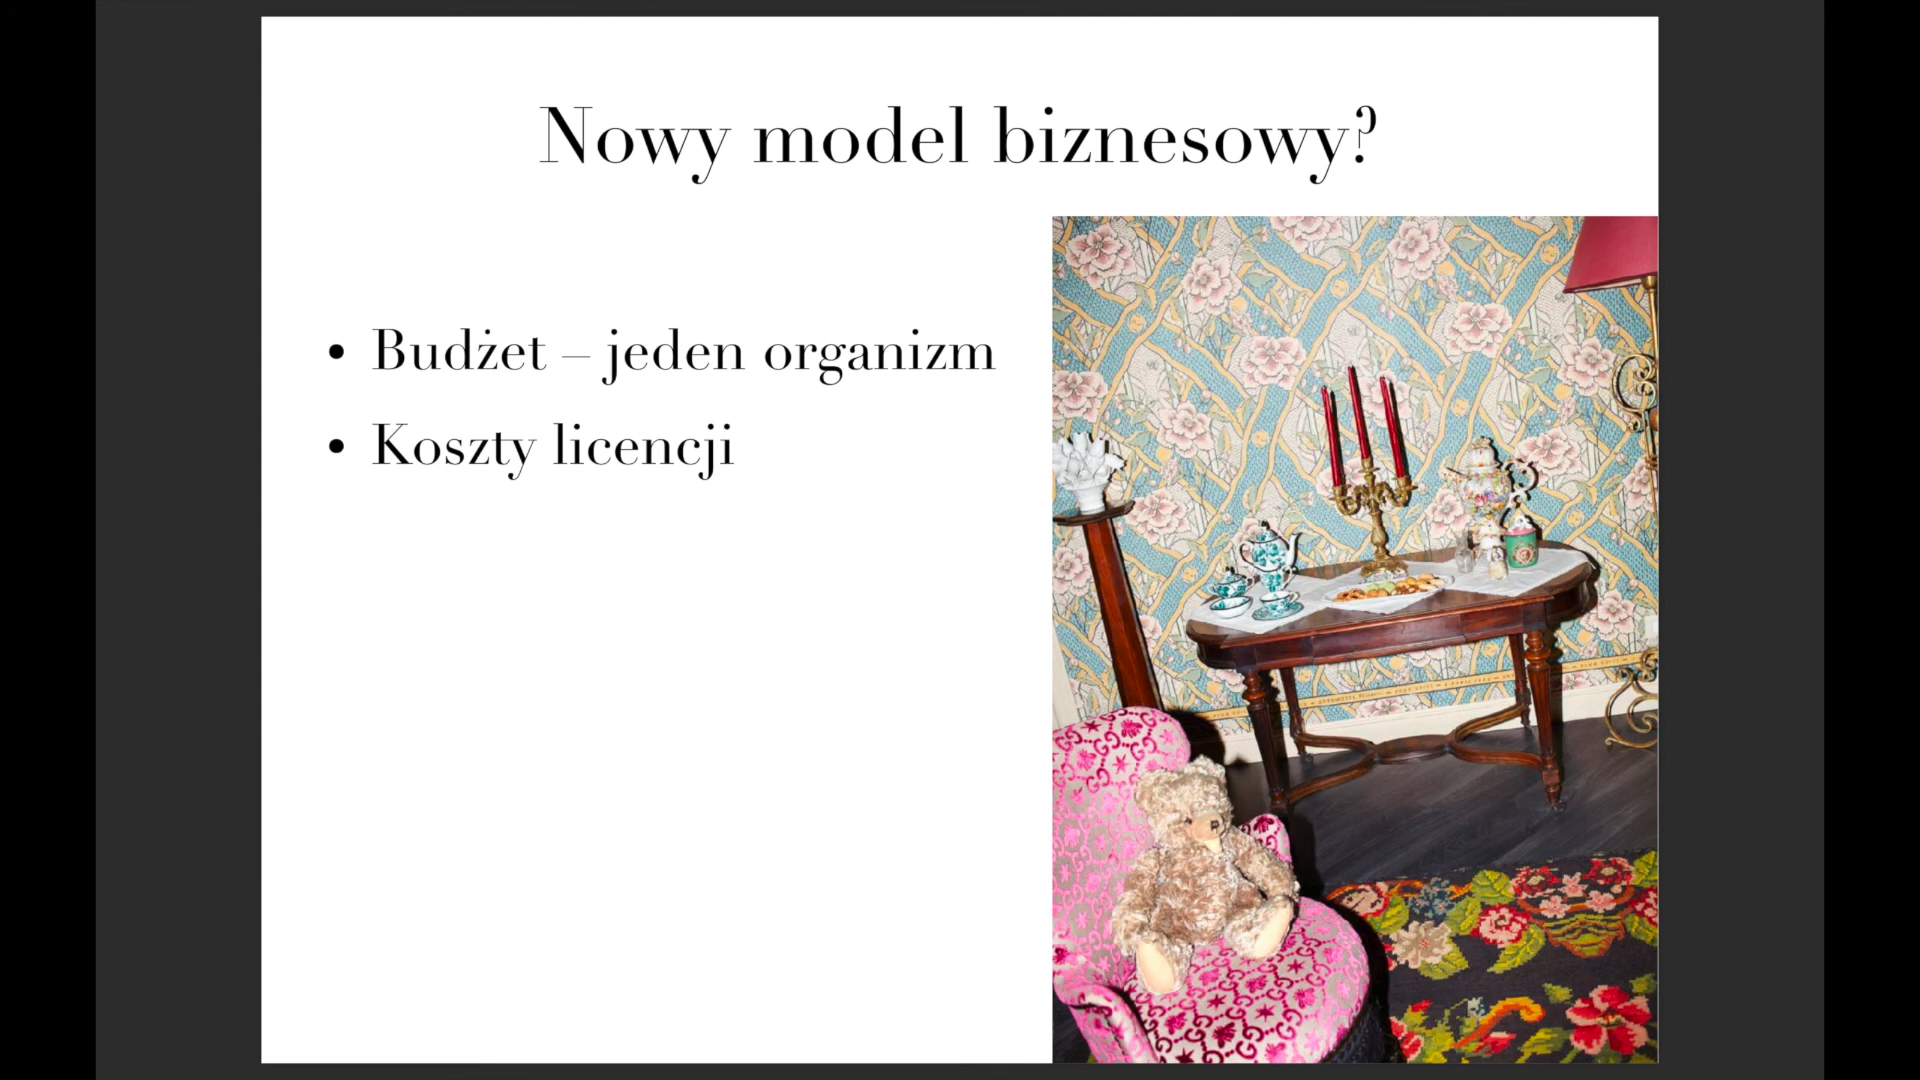 Nowy model biznesowy?
• Budżet – jeden organizm
• Koszty licencji